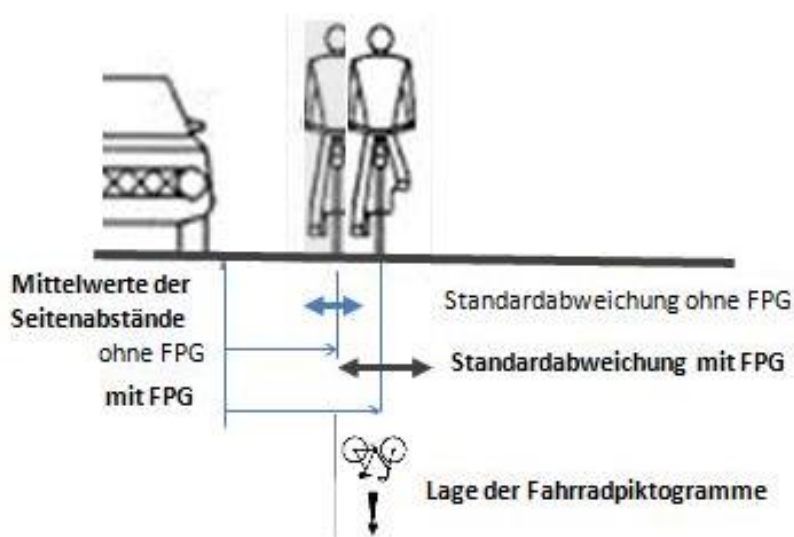 Mittelwerte der
Seitenabstände
ohne FPG
mit FPG
Standardabweichung ohne FPG
Standardabweichung mit FPG
Lage der Fahrradpiktogramme